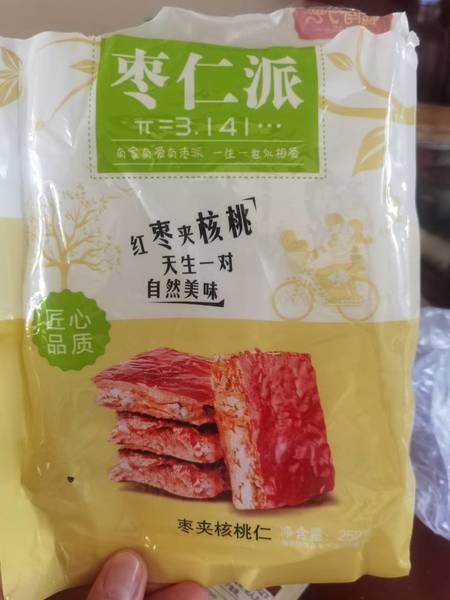 枣仁派
π=3.141…
红枣夹核桃
天生一对
自然美味
匠心
品质
枣夹核桃仁
净含量: